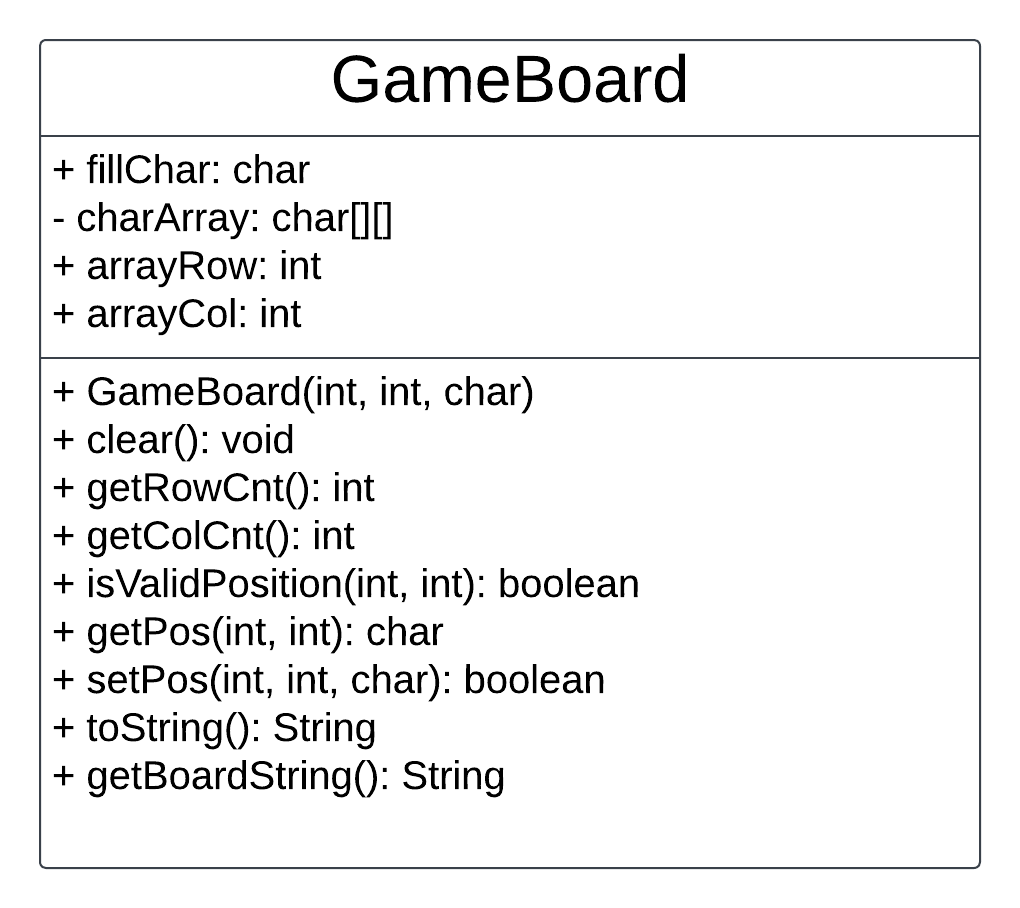 GameBoard
+ fillChar: char
- charArray: char[][]
+ arrayRow: int
+ arrayCol: int
+ GameBoard(int, int, char)
+ clear(): void
+ getRowCnt(): int
+ getColCnt(): int
+ isValidPosition(int, int): boolean
+ getPos(int, int): char
+ setPos(int, int, char): boolean
+ toString(): String
+ getBoardString(): String